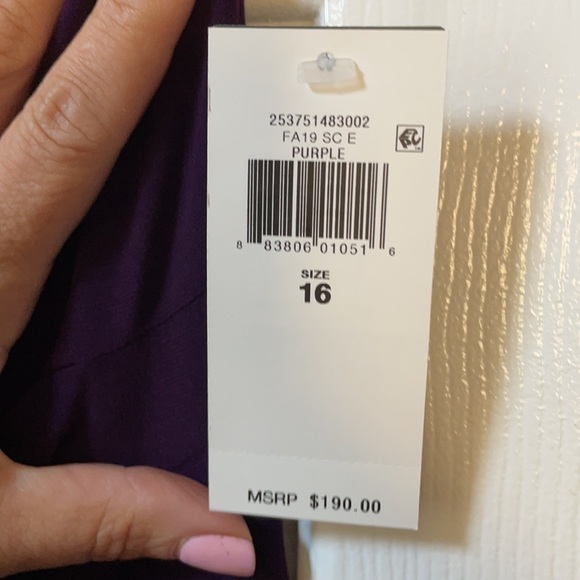 253751483002
FA19 SC E
PURPLE
8 83806 01051 6
SIZE
16
MSRP $190.00